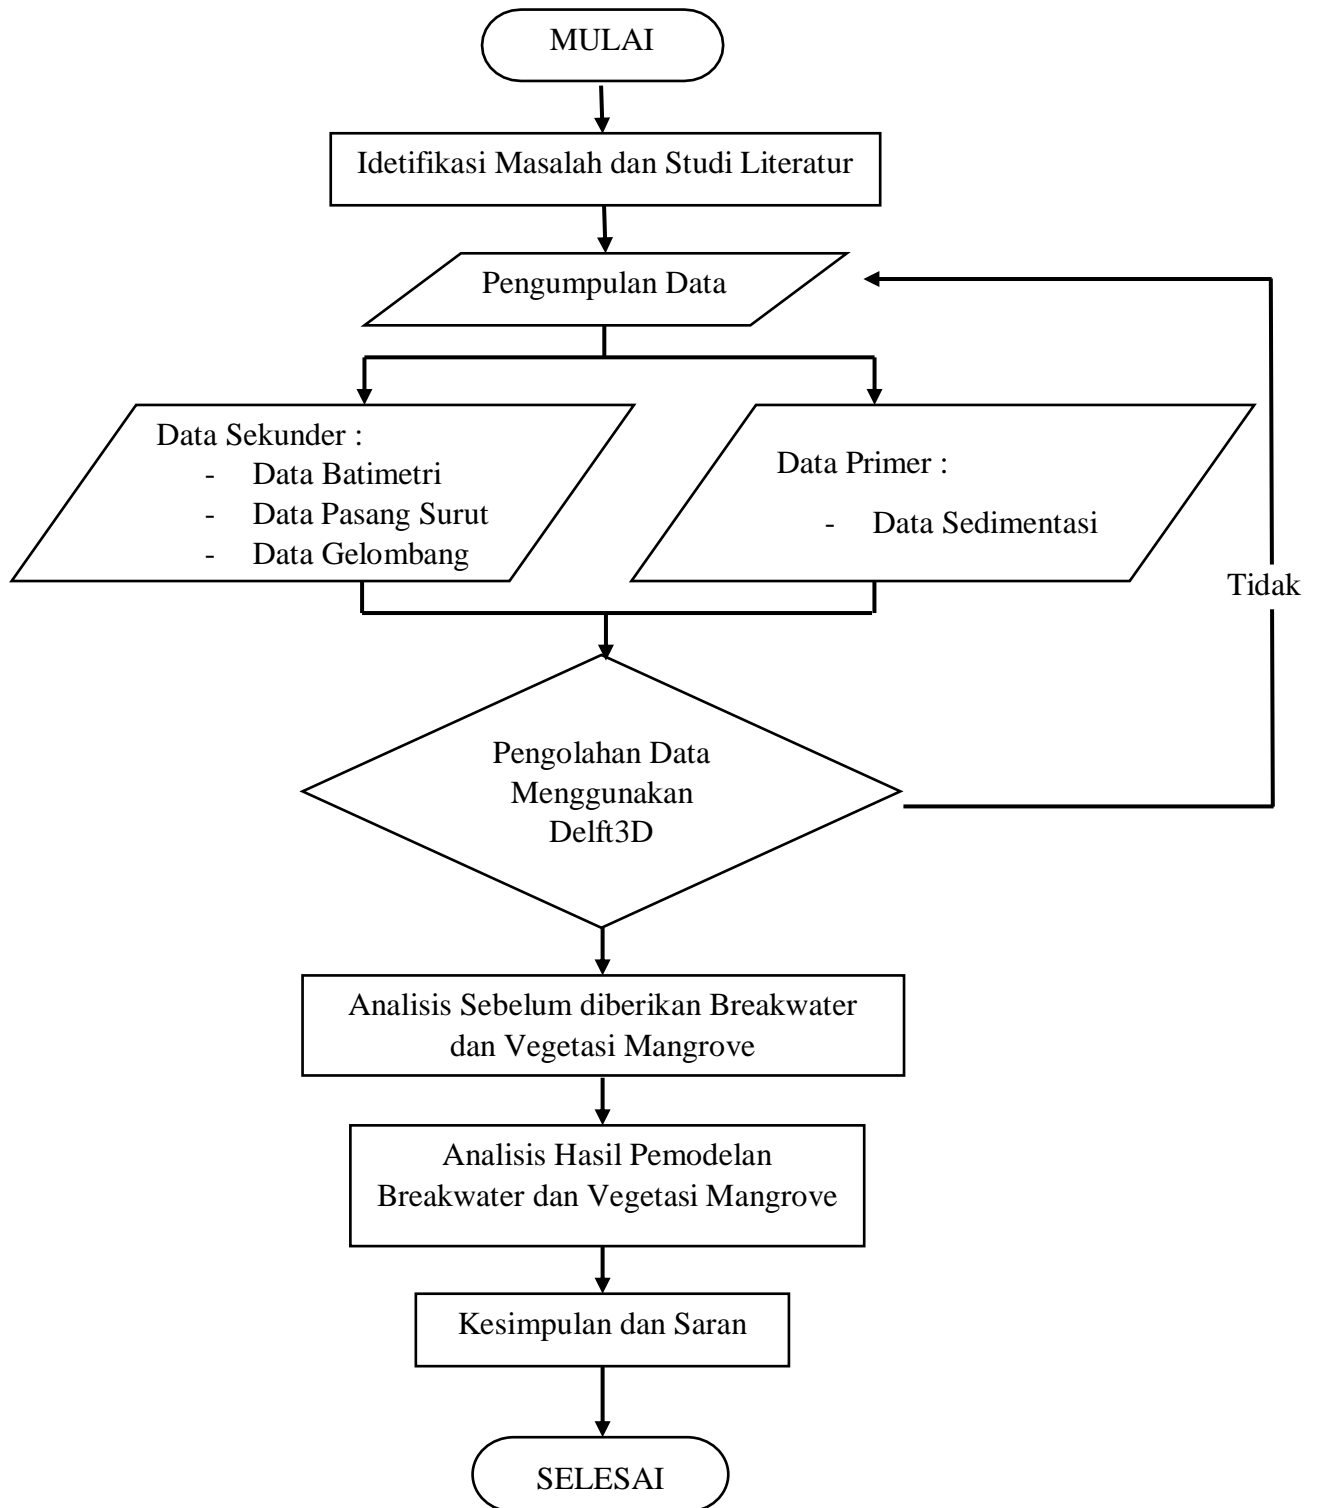 MULAI
Idetifikasi Masalah dan Studi Literatur
Pengumpulan Data
Data Sekunder :
- Data Batimetri
- Data Pasang Surut
- Data Gelombang
Data Primer :
- Data Sedimentasi
Tidak
Pengolahan Data
Menggunakan
Delft3D
Analisis Sebelum diberikan Breakwater
dan Vegetasi Mangrove
Analisis Hasil Pemodelan
Breakwater dan Vegetasi Mangrove
Kesimpulan dan Saran
SELESAI